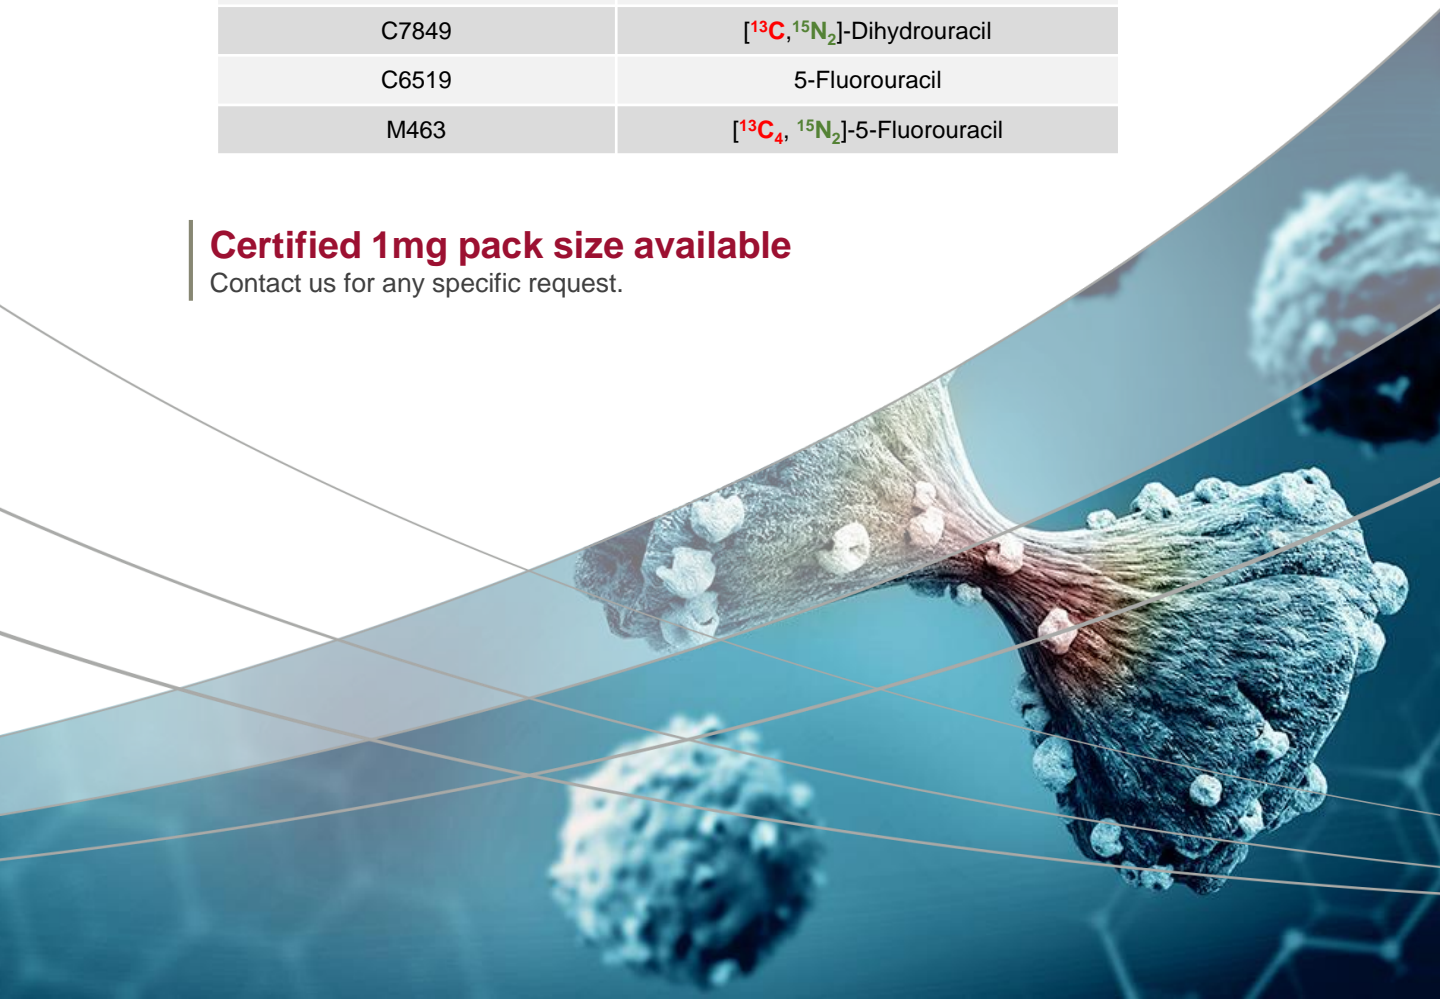 C7849 [¹³C,¹⁵N₂]-Dihydrouracil
C6519 5-Fluorouracil
M463 [¹³C₄, ¹⁵N₂]-5-Fluorouracil
Certified 1mg pack size available
Contact us for any specific request.